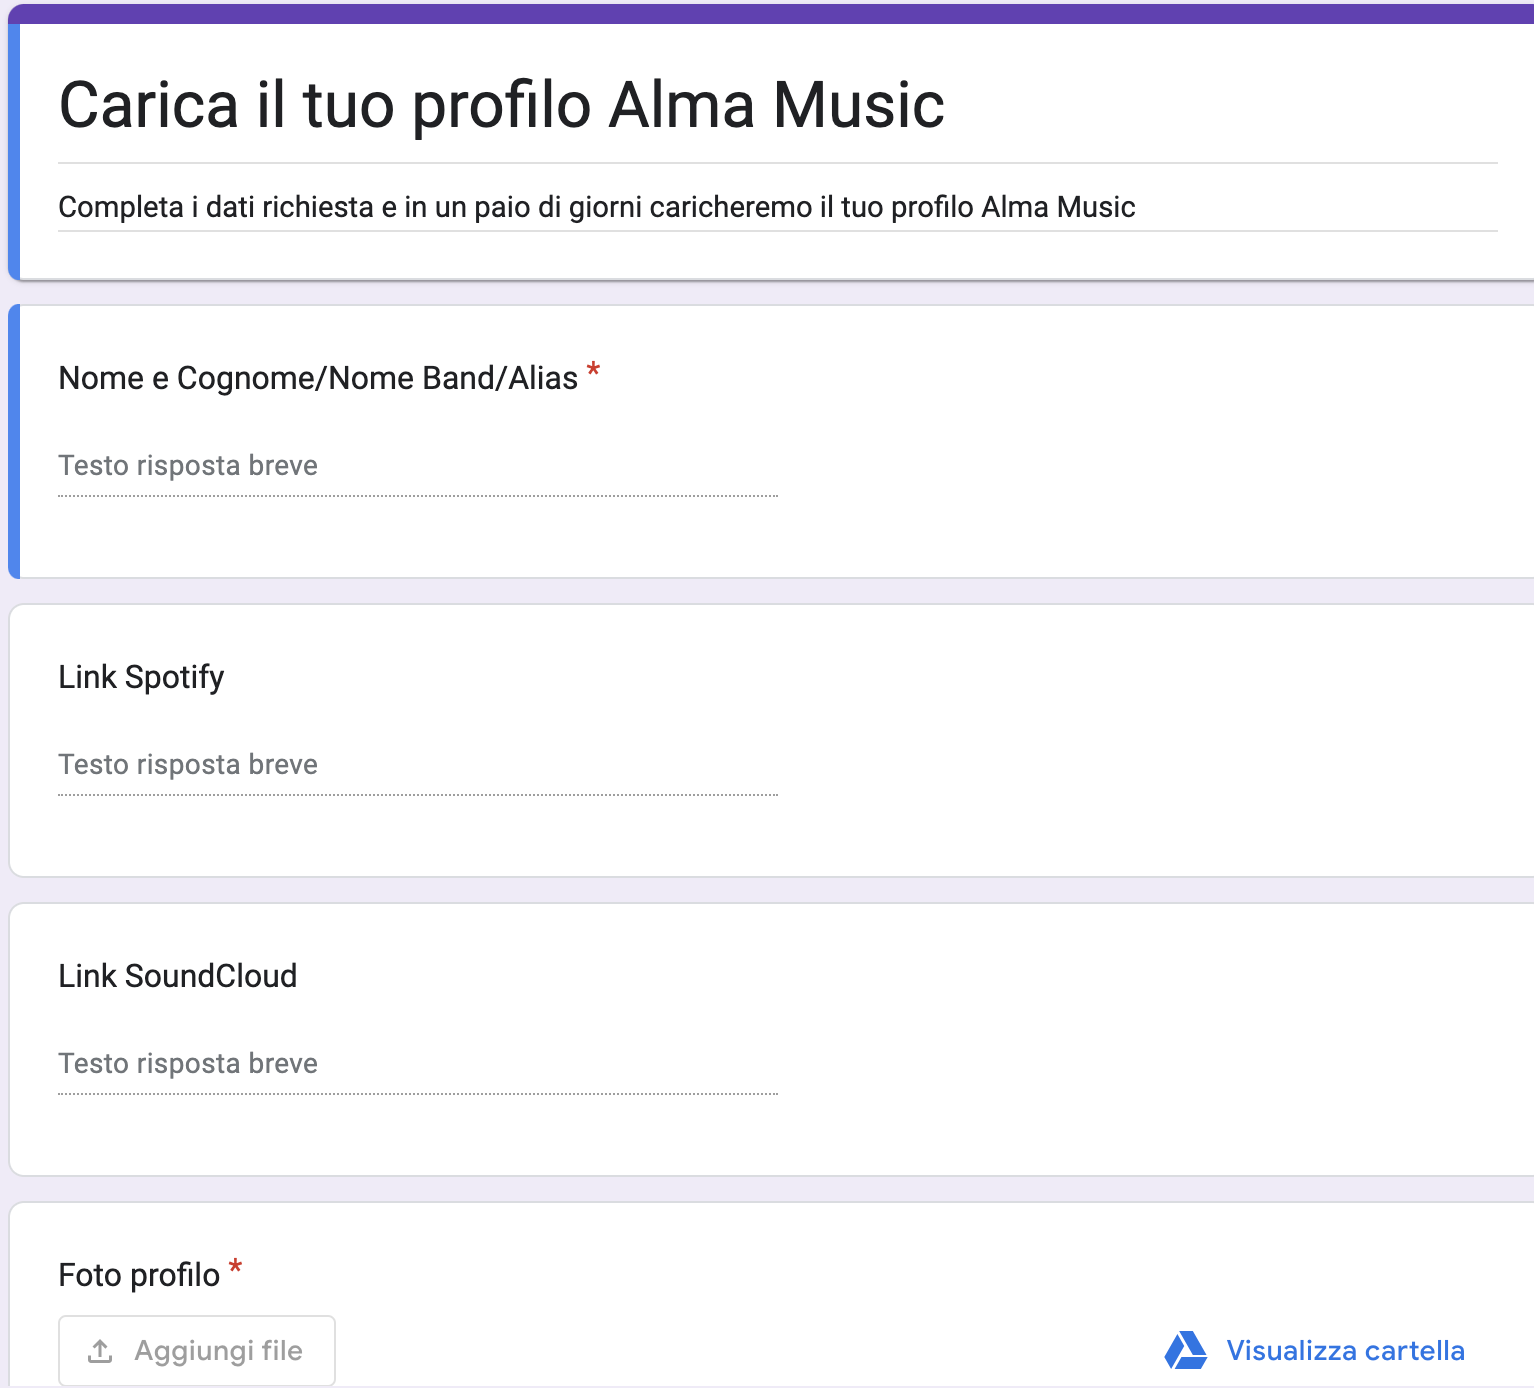 Carica il tuo profilo Alma Music
Completa i dati richiesta e in un paio di giorni caricheremo il tuo profilo Alma Music
Nome e Cognome/Nome Band/Alias *
Testo risposta breve
Link Spotify
Testo risposta breve
Link SoundCloud
Testo risposta breve
Foto profilo *
Aggiungi file
Visualizza cartella